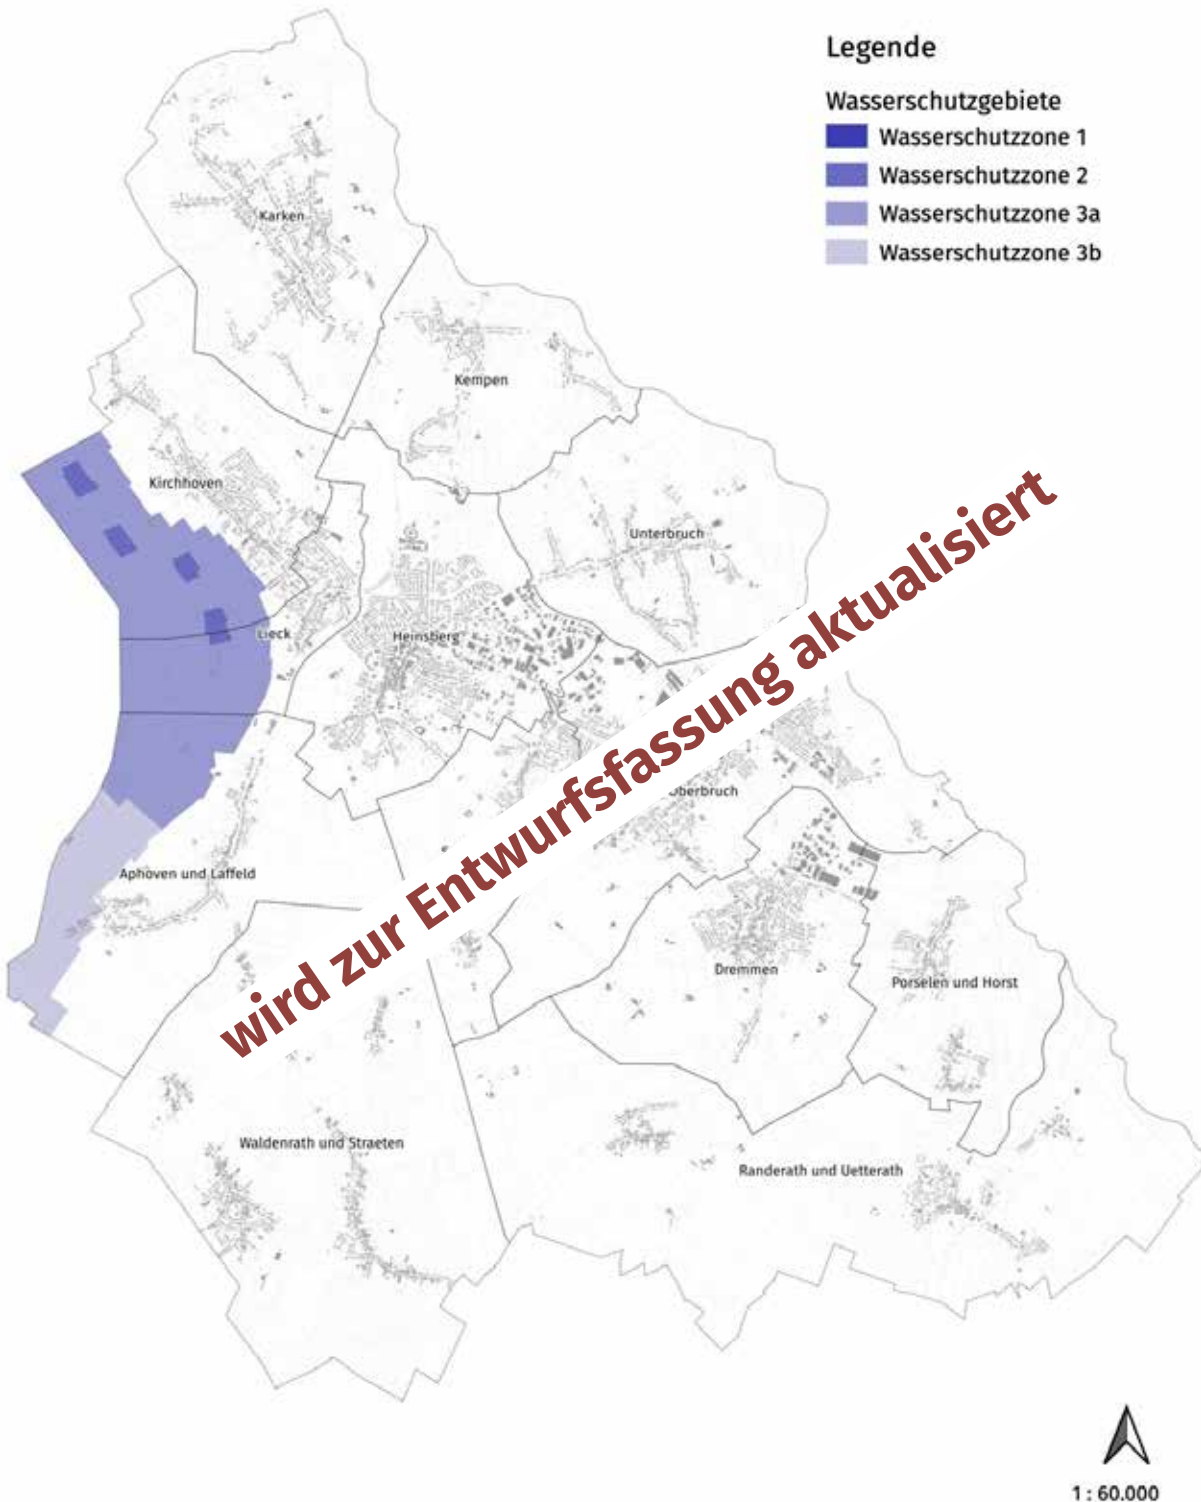 Legende
Wasserschutzgebiete
Wasserschutzzone 1
Wasserschutzzone 2
Wasserschutzzone 3a
Wasserschutzzone 3b
Karken
Kempen
Kirchhoven
Unterbruch
Lieck
Heinsberg
Oberbruch
Aphoven und Laffeld
Dremmen
Porselen und Horst
Waldenrath und Straeten
Randerath und Uetterath
wird zur Entwurfsfassung aktualisiert
1 : 60.000